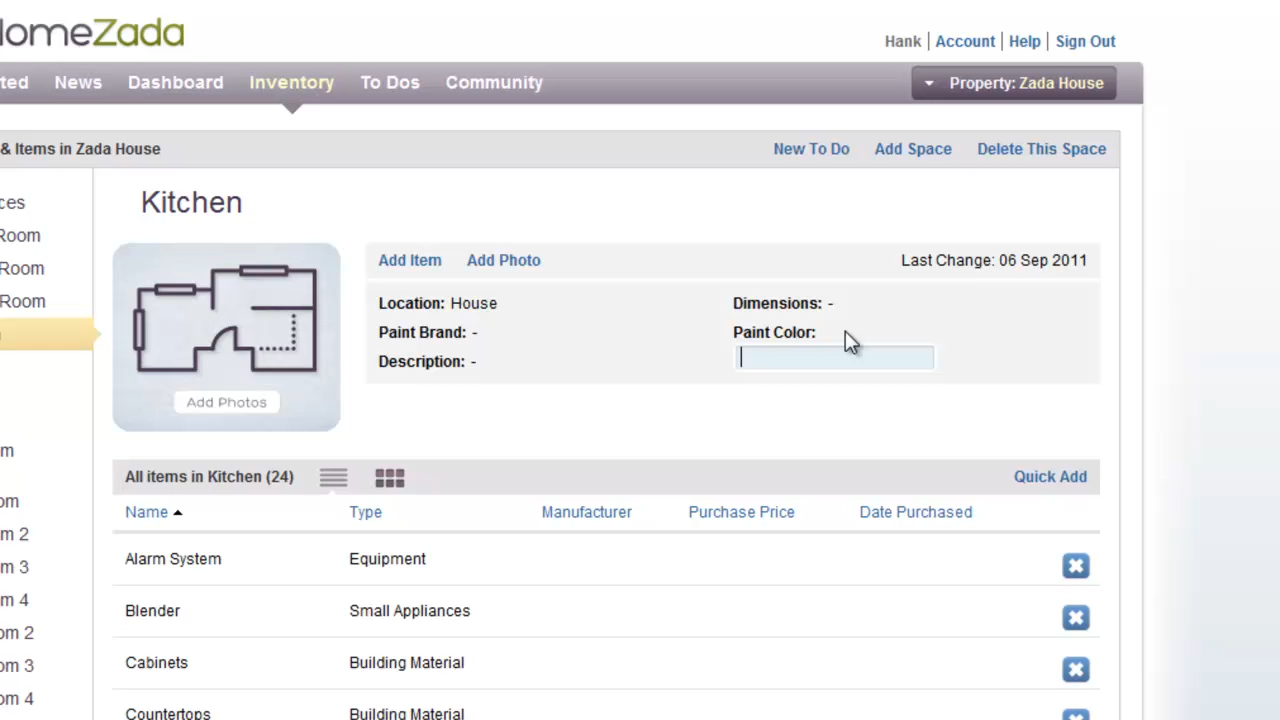 omeZada
Hank | Account | Help | Sign Out
ted News Dashboard Inventory To Dos Community Property: Zada House
& Items in Zada House New To Do Add Space Delete This Space
ces
Room
Room
Room
m
om
m 2
m 3
m 4
om 2
om 3
om 4
Kitchen
Add Photos
Add Item Add Photo Last Change: 06 Sep 2011
Location: House Dimensions: -
Paint Brand: - Paint Color:
Description: -
All items in Kitchen (24) Quick Add
Name Type Manufacturer Purchase Price Date Purchased
Alarm System Equipment
Blender Small Appliances
Cabinets Building Material
Countertops Building Material